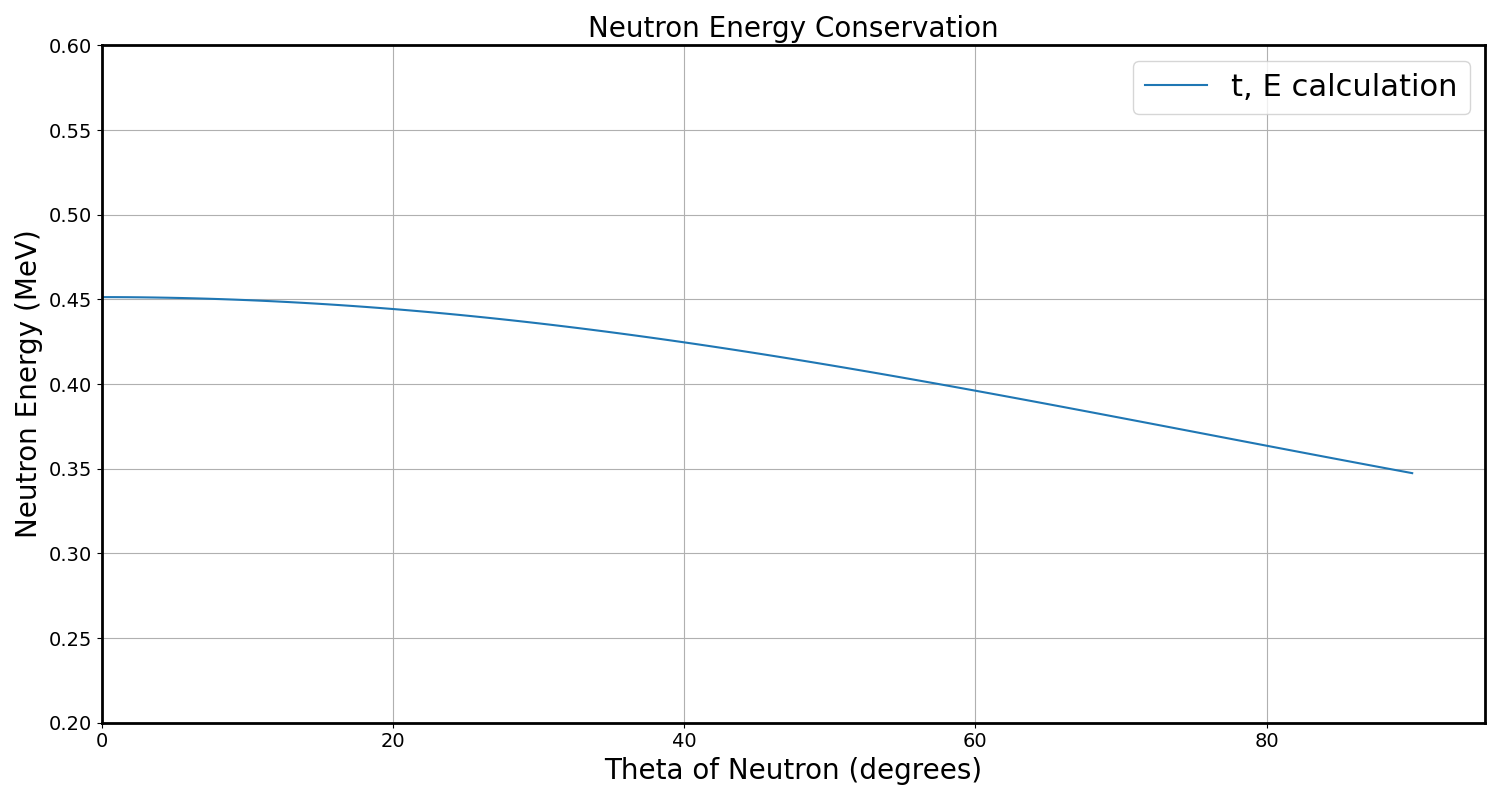 Neutron Energy Conservation
t, E calculation
Neutron Energy (MeV)
0.60
0.55
0.50
0.45
0.40
0.35
0.30
0.25
0.20
0 20 40 60 80
Theta of Neutron (degrees)